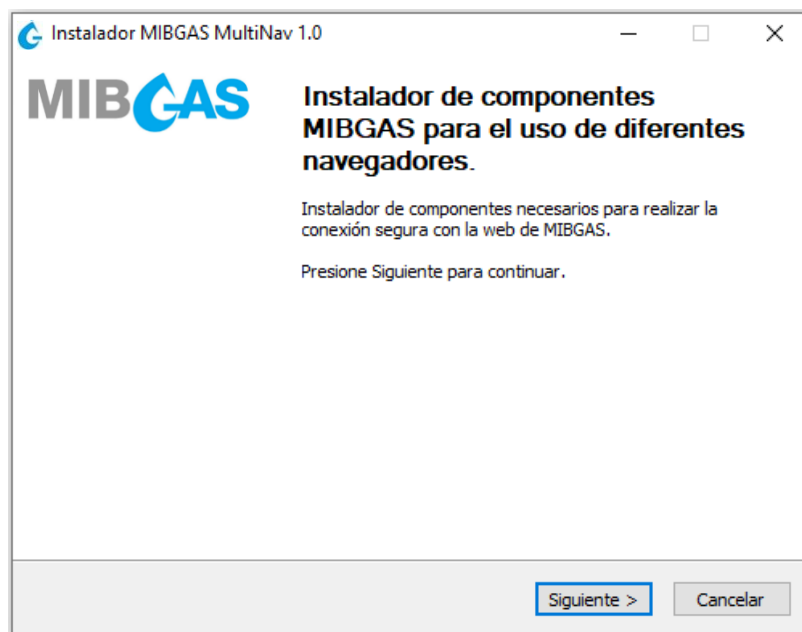 Instalador MIBGAS MultiNav 1.0
MIBGAS
Instalador de componentes
MIBGAS para el uso de diferentes
navegadores.
Instalador de componentes necesarios para realizar la
conexión segura con la web de MIBGAS.
Presione Siguiente para continuar.
Siguiente >
Cancelar